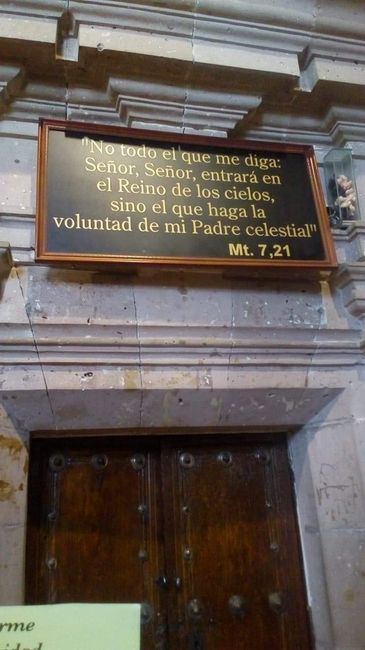 "No todo el que me diga:
Señor, Señor, entrará en
el Reino de los cielos,
sino el que haga la
voluntad de mi Padre celestial"
Mt. 7,21